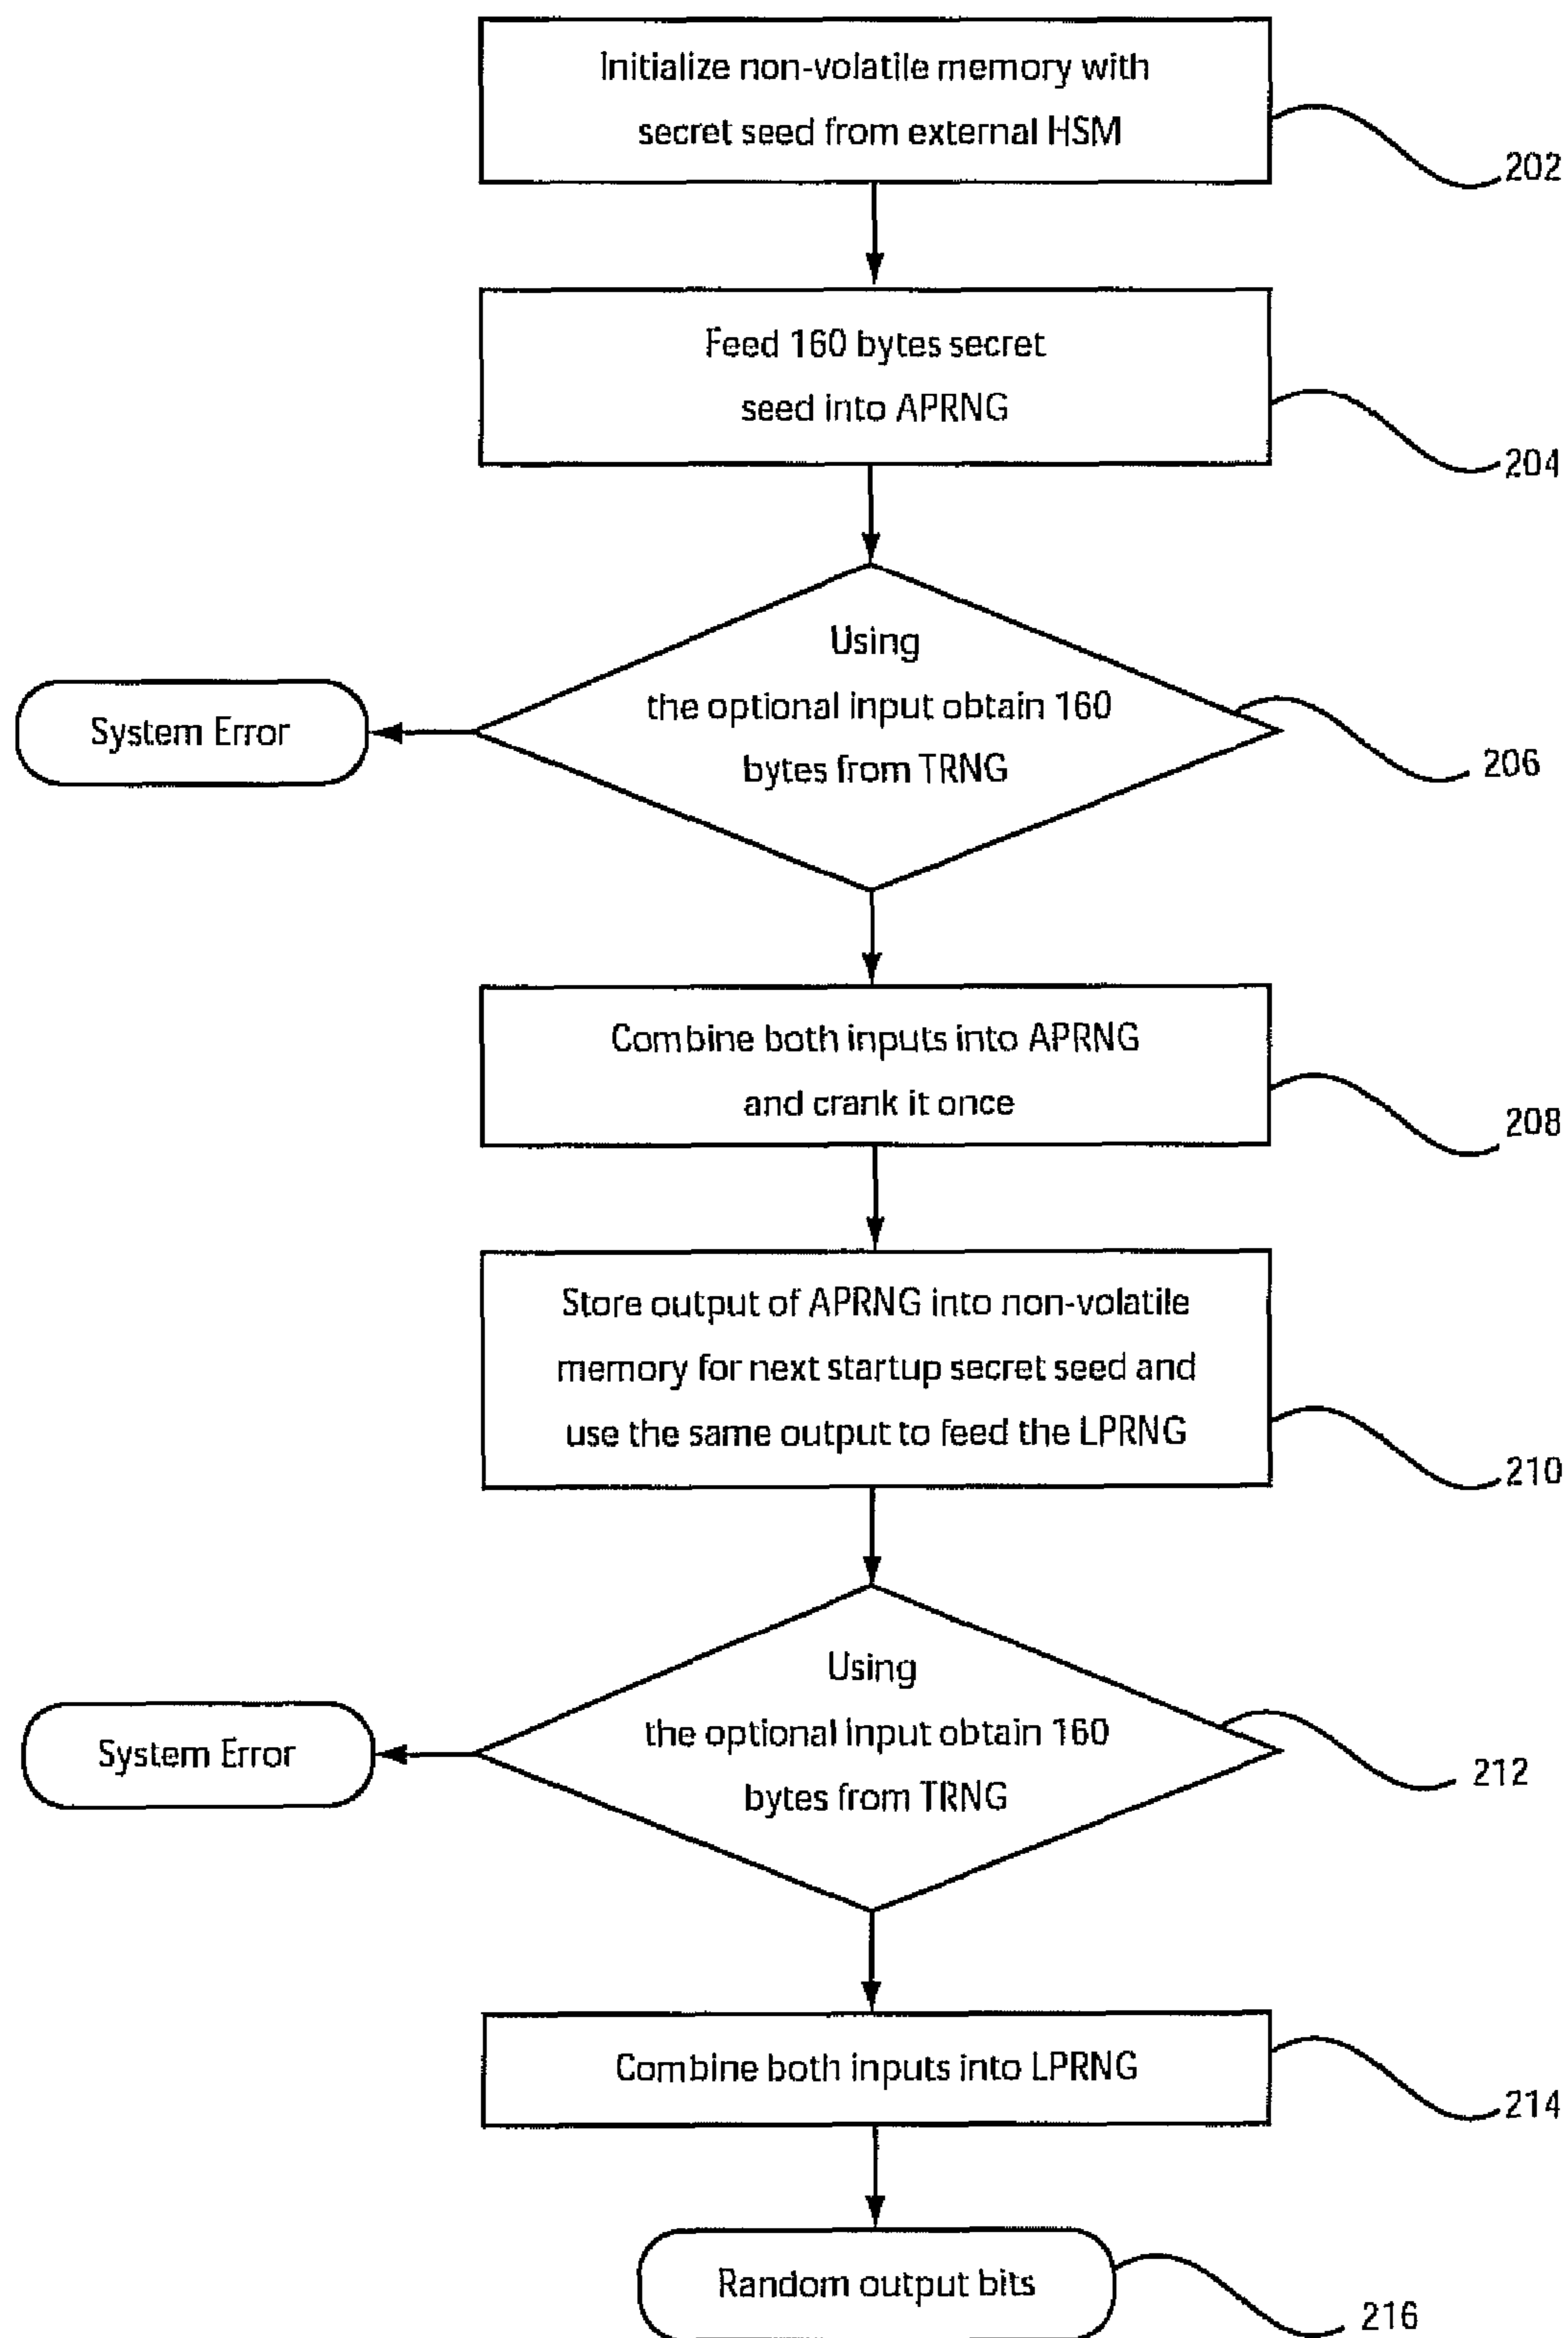 Initialize non-volatile memory with
secret seed from external HSM
202
Feed 160 bytes secret
seed into APRNG
204
Using
the optional input obtain 160
bytes from TRNG
206
System Error
Combine both inputs into APRNG
and crank it once
208
Store output of APRNG into non-volatile
memory for next startup secret seed and
use the same output to feed the LPRNG
210
Using
the optional input obtain 160
bytes from TRNG
212
System Error
Combine both inputs into LPRNG
214
Random output bits
216